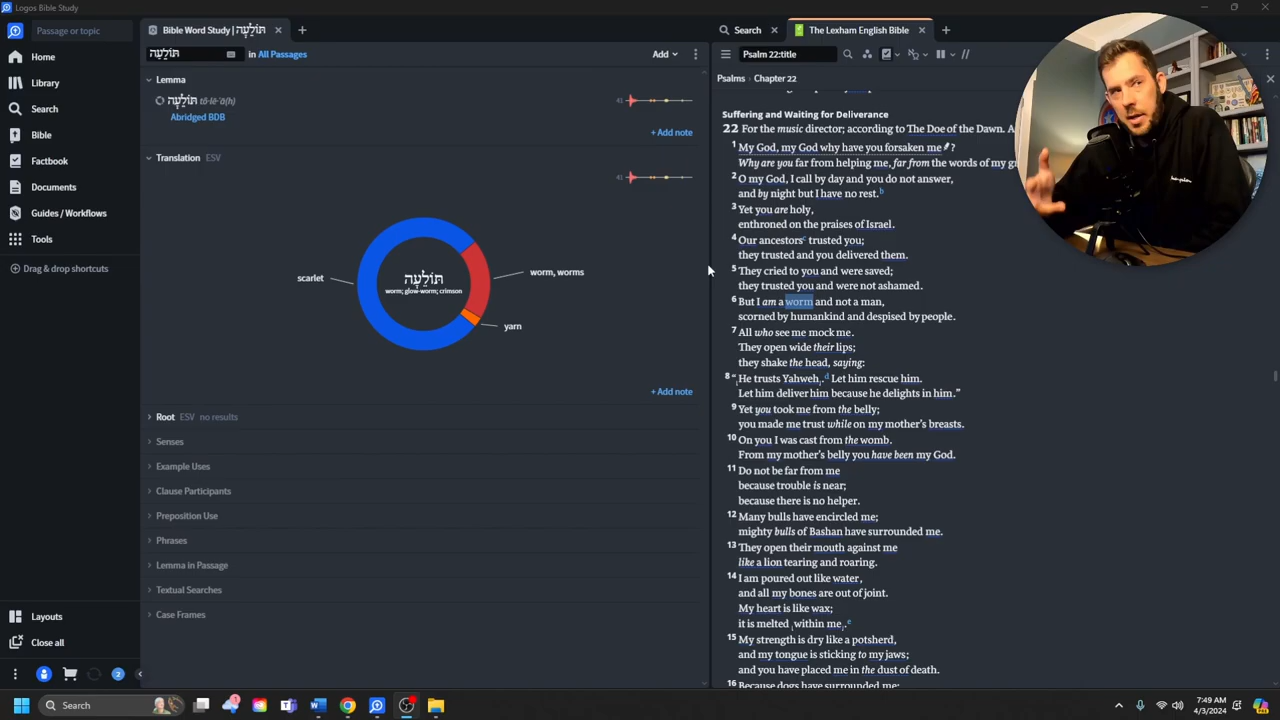 Logos Bible Study
Passage or topic
Home
Library
Search
Bible
Factbook
Documents
Guides / Workflows
Tools
Drag & drop shortcuts
Layouts
Close all
2
Bible Word Study | תּוֹלֵעָה
תּוֹלֵעָה in All Passages Add
Lemma
תּוֹלֵעָה tô·lē·ʿā(h) 41
Abridged BDB
+ Add note
Translation ESV
41
scarlet
תּוֹלֵעָה
worm; glow-worm; crimson
worm, worms
yarn
+ Add note
Root ESV no results
Senses
Example Uses
Clause Participants
Preposition Use
Phrases
Lemma in Passage
Textual Searches
Case Frames
Search
The Lexham English Bible
Psalm 22:title
Psalms › Chapter 22
Suffering and Waiting for Deliverance
22 For the music director; according to The Doe of the Dawn. A
1 My God, my God why have you forsaken me ?
Why are you far from helping me, far from the words of my
2 O my God, I call by day and you do not answer,
and by night but I have no rest.b
3 Yet you are holy,
enthroned on the praises of Israel.
4 Our ancestorsc trusted you;
they trusted and you delivered them.
5 They cried to you and were saved;
they trusted you and were not ashamed.
6 But I am a worm and not a man,
scorned by humankind and despised by people.
7 All who see me mock me.
They open wide their lips;
they shake the head, saying:
8 “He trusts Yahweh.d Let him rescue him.
Let him deliver him because he delights in him.”
9 Yet you took me from the belly;
you made me trust while on my mother’s breasts.
10 On you I was cast from the womb.
From my mother’s belly you have been my God.
11 Do not be far from me
because trouble is near;
because there is no helper.
12 Many bulls have encircled me;
mighty bulls of Bashan have surrounded me.
13 They open their mouth against me
like a lion tearing and roaring.
14 I am poured out like water,
and all my bones are out of joint.
My heart is like wax;
it is melted within me.e
15 My strength is dry like a potsherd,
and my tongue is sticking to my jaws;
and you have placed me in the dust of death.
16 Because dogs have surrounded me;
Search
7:49 AM
4/3/2024